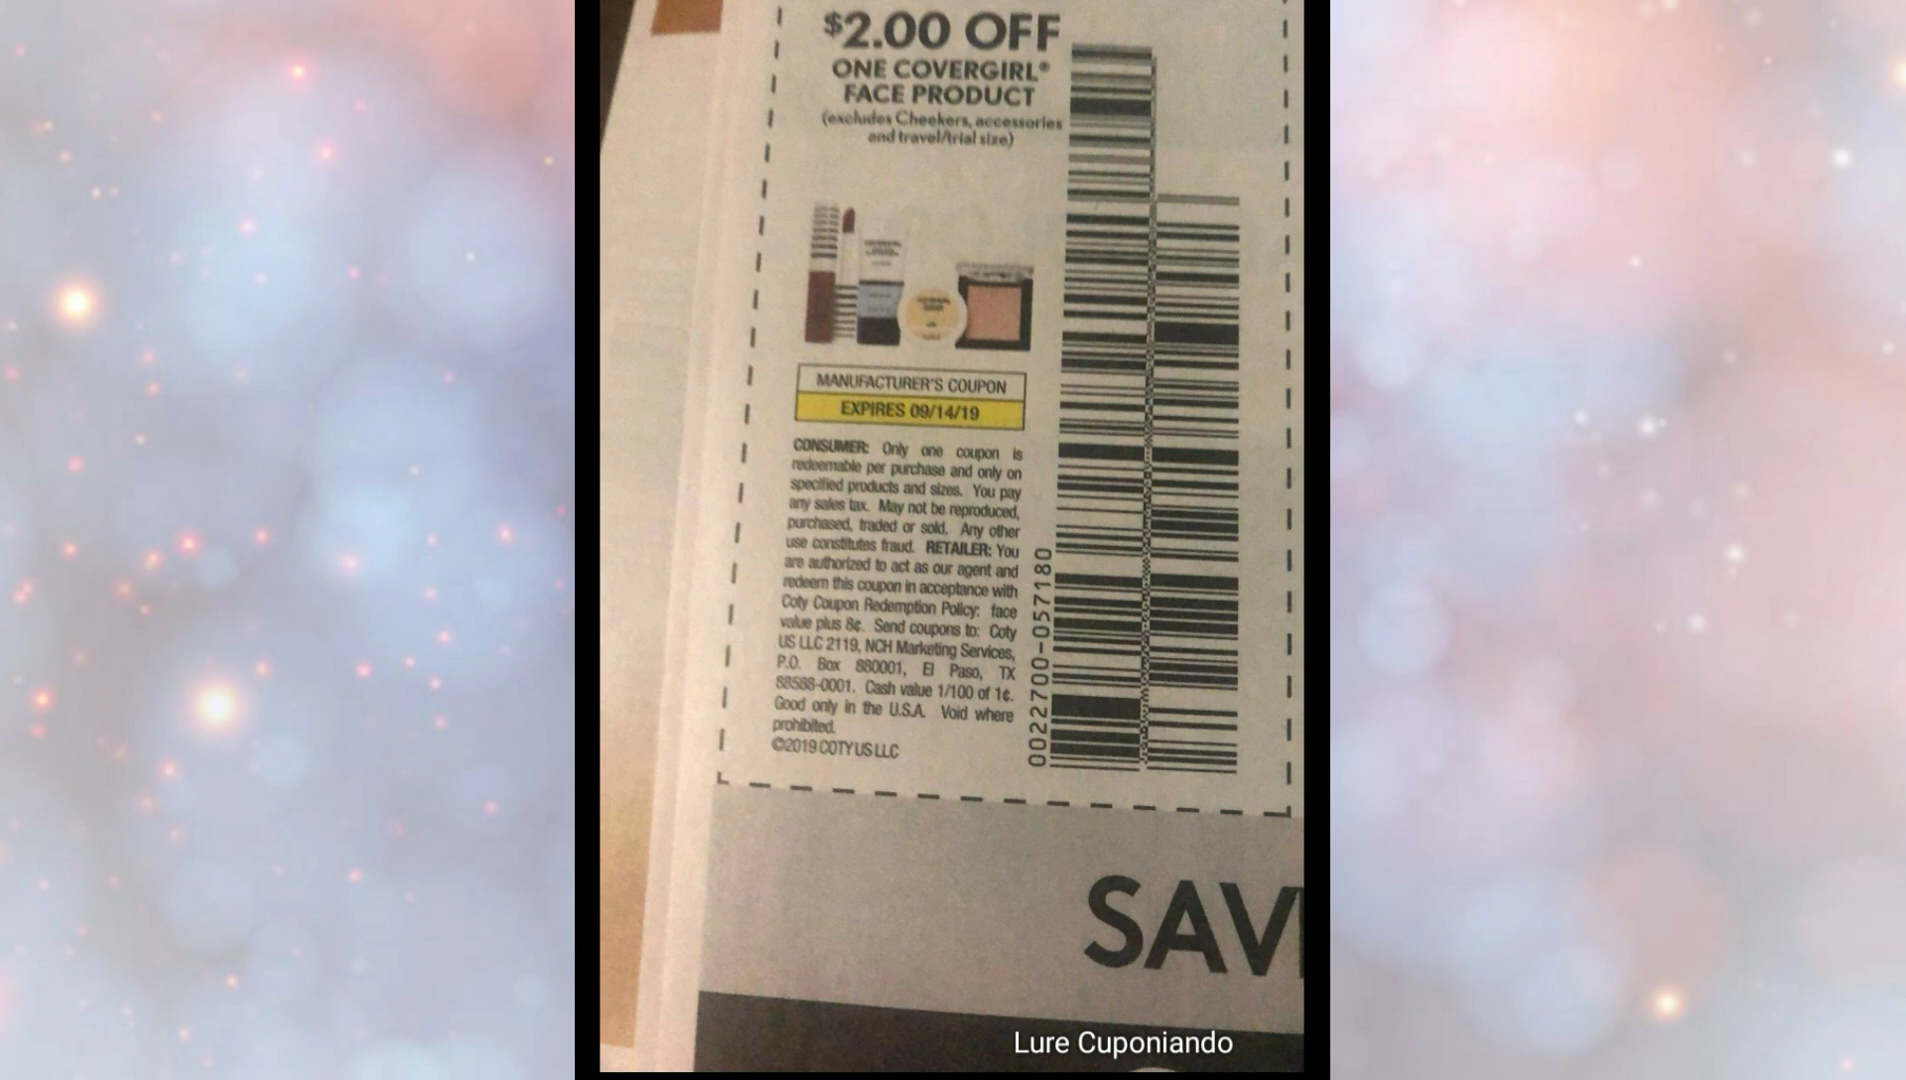 $2.00 OFF
ONE COVERGIRL®
FACE PRODUCT
(excludes Cheekers, accessories
and travel/trial size)
MANUFACTURER'S COUPON
EXPIRES 09/14/19
CONSUMER: Only one coupon is
redeemable per purchase and only on
specified products and sizes. You pay
any sales tax. May not be reproduced,
purchased, traded or sold. Any other
use constitutes fraud. RETAILER: You
are authorized to act as our agent and
redeem this coupon in acceptance with
Coty Coupon Redemption Policy: face
value plus 8¢. Send coupons to: Coty
US LLC 2119, NCH Marketing Services,
P.O. Box 880001, El Paso, TX
88588-0001. Cash value 1/100 of 1¢.
Good only in the U.S.A. Void where
prohibited.
©2019 COTY US LLC
0022700-057180
SAV
Lure Cuponiando